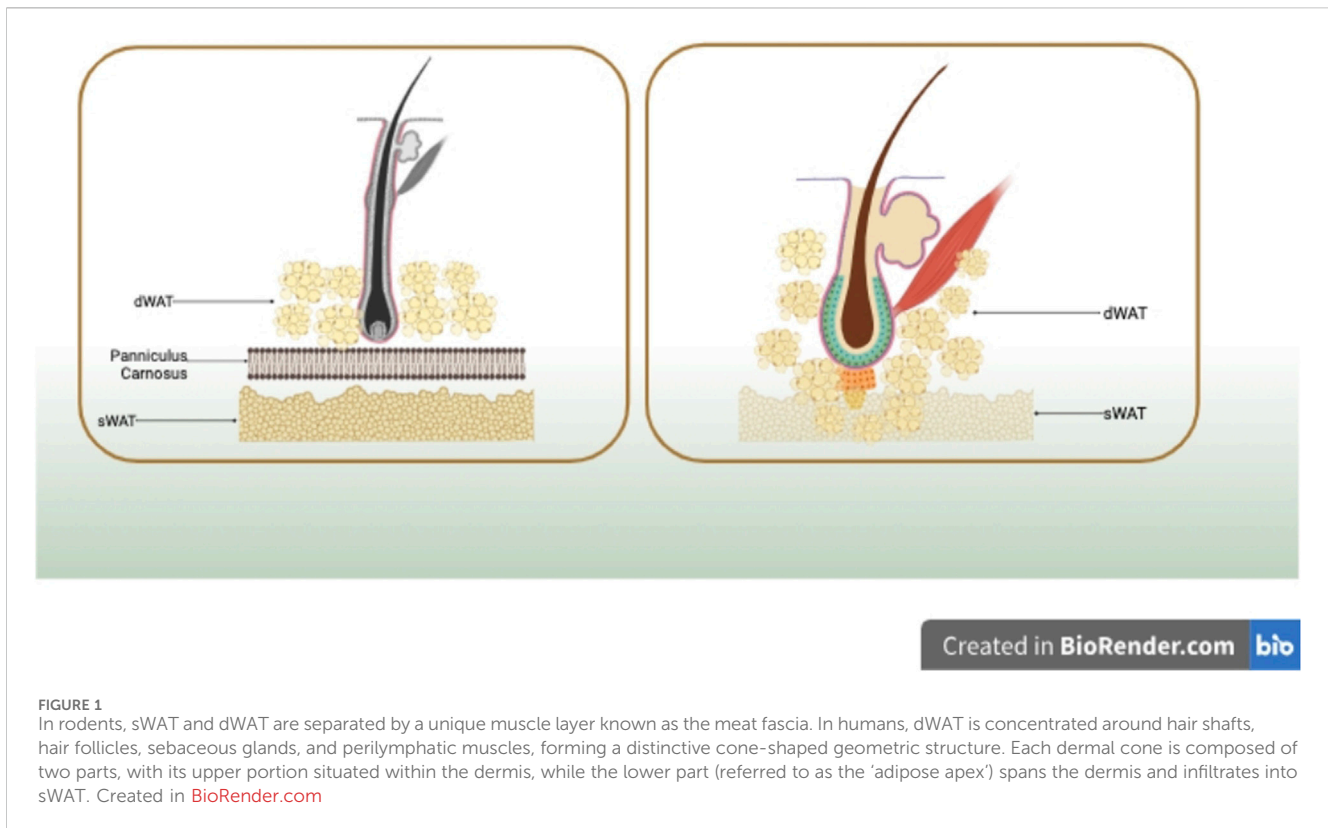 dWAT
Panniculus
Carnosus
sWAT
dWAT
sWAT
Created in BioRender.com bio
FIGURE 1
In rodents, sWAT and dWAT are separated by a unique muscle layer known as the meat fascia. In humans, dWAT is concentrated around hair shafts,
hair follicles, sebaceous glands, and perilymphatic muscles, forming a distinctive cone-shaped geometric structure. Each dermal cone is composed of
two parts, with its upper portion situated within the dermis, while the lower part (referred to as the ‘adipose apex’) spans the dermis and infiltrates into
sWAT. Created in BioRender.com